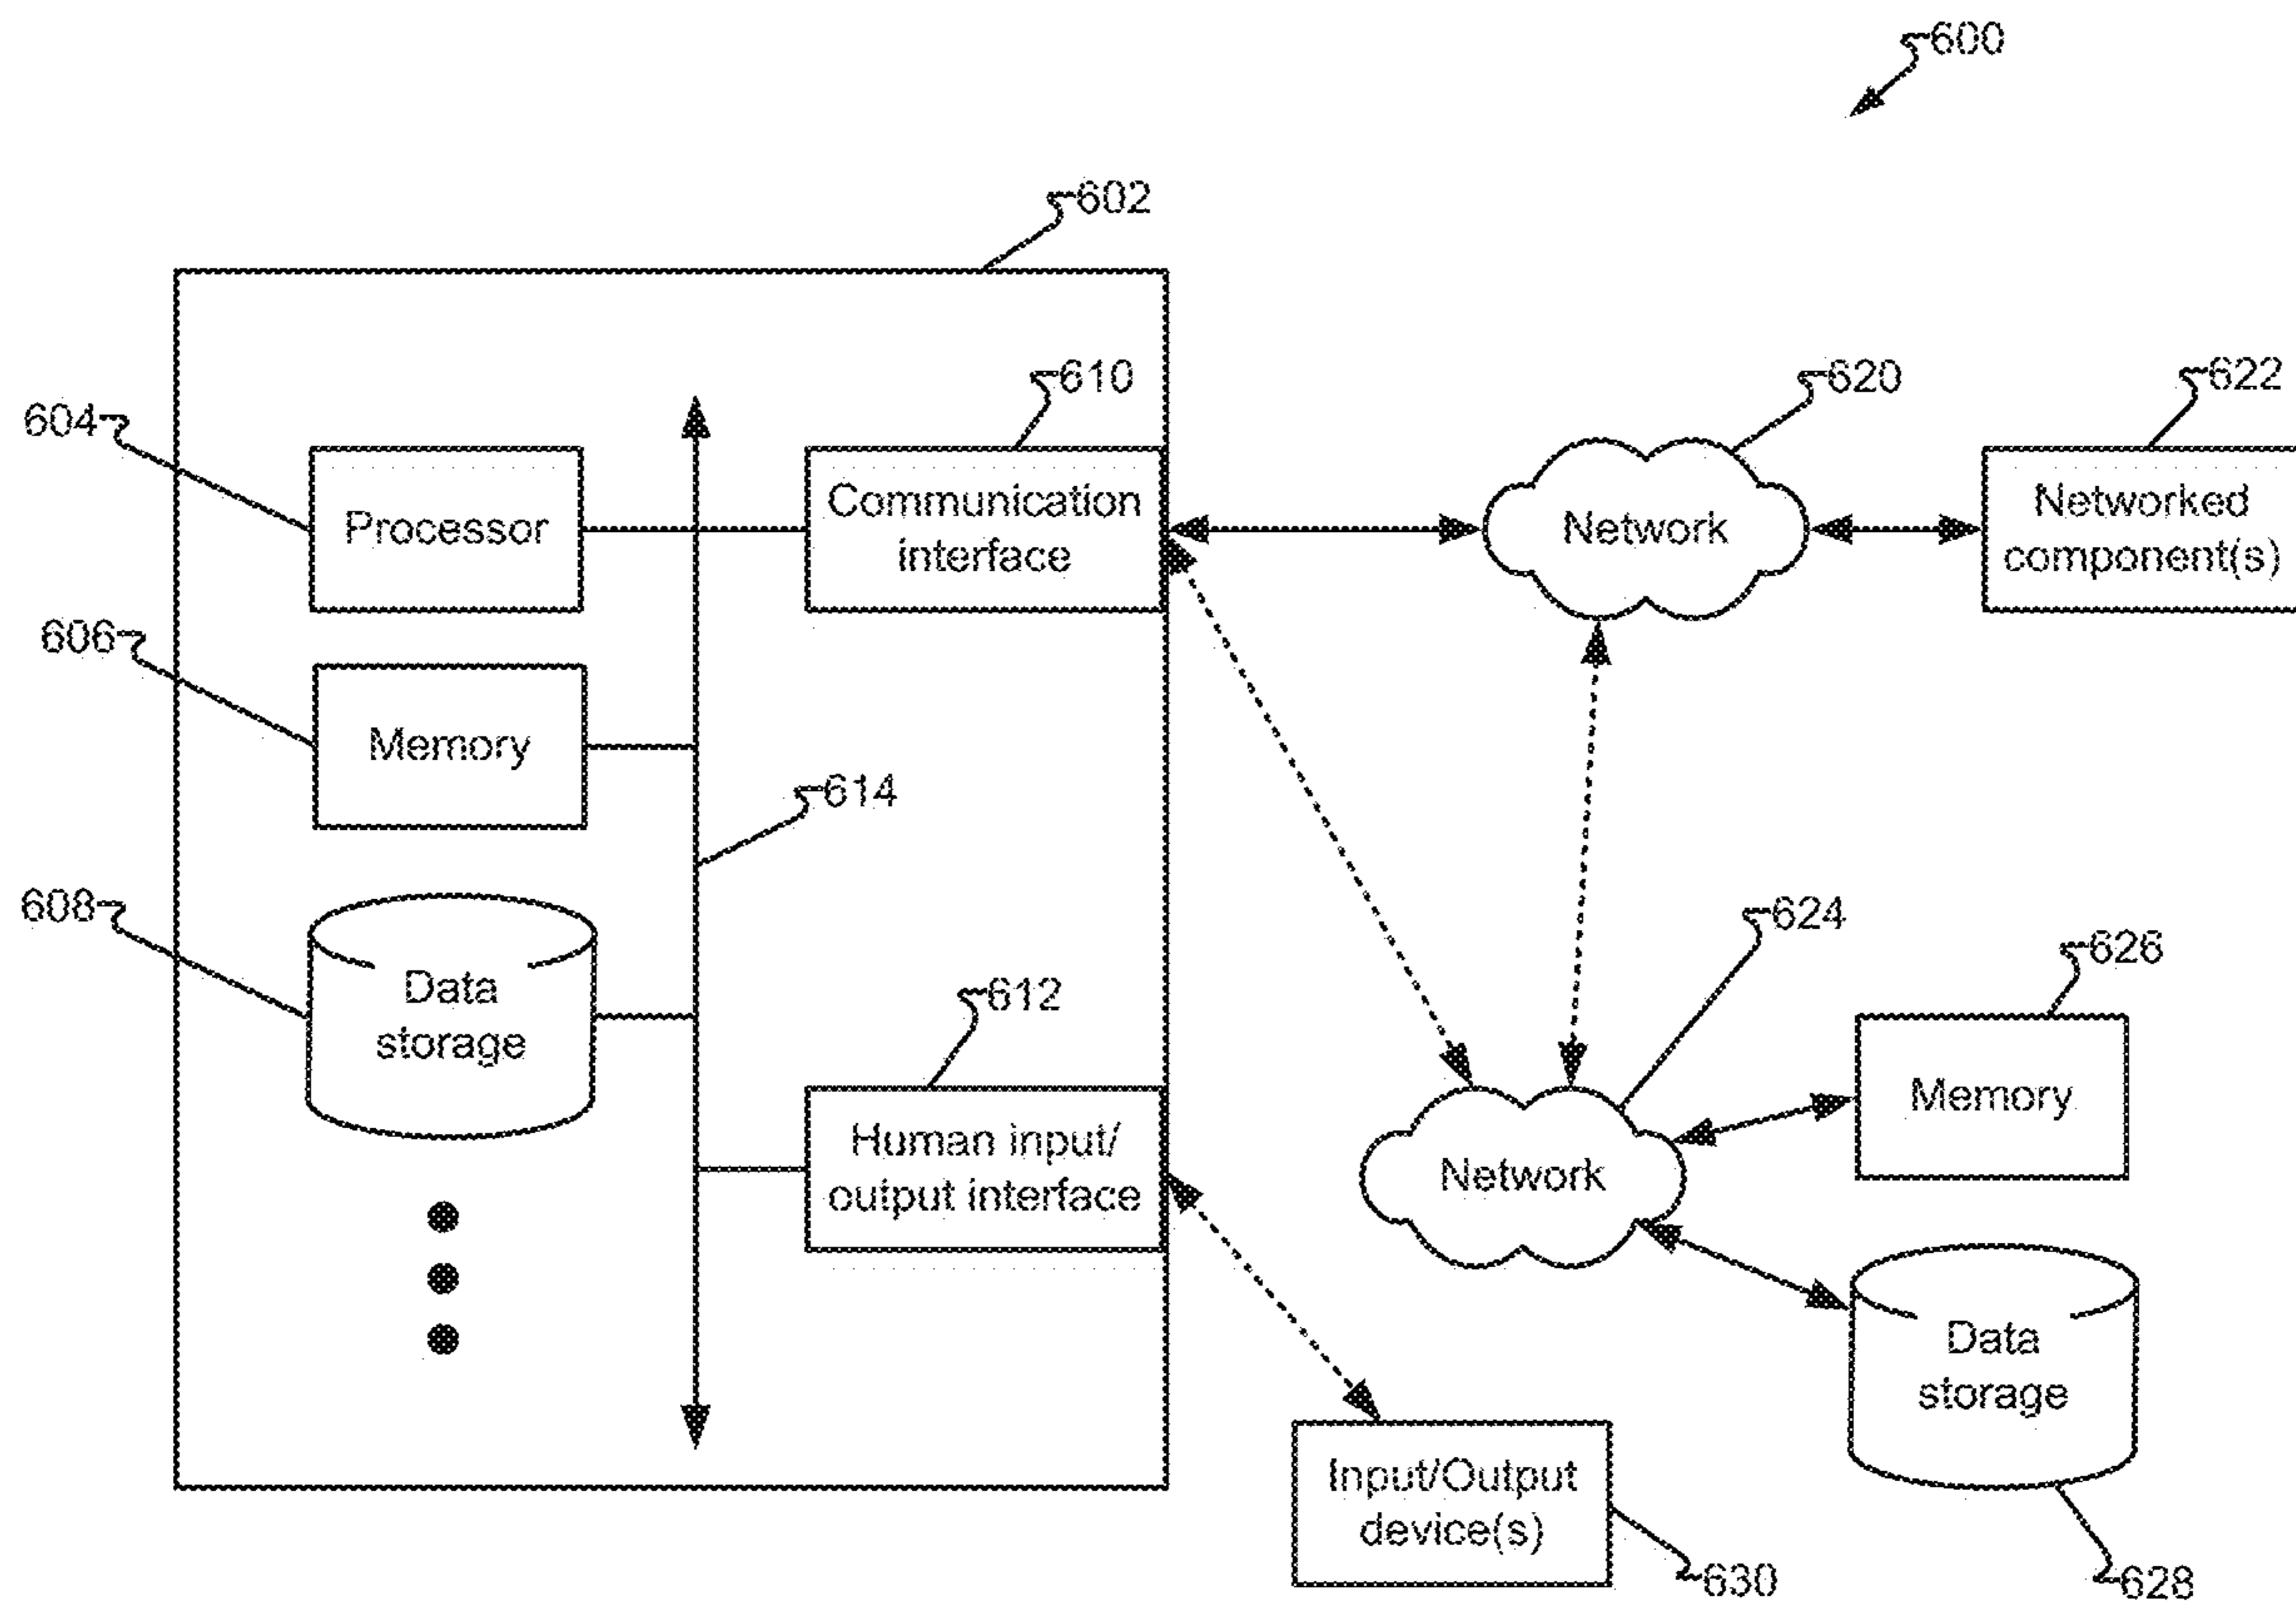 600
602
610
620
622
604
Processor
Communication
interface
Network
Networked
component(s)
606
Memory
614
608
Data
storage
624
626
612
Human input/
output interface
Network
Memory
Data
storage
Input/Output
device(s)
630
628